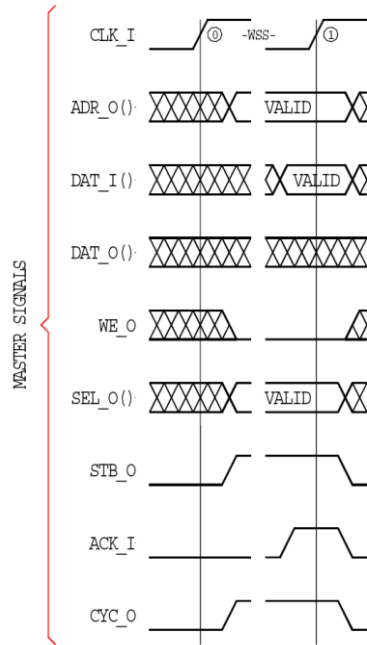 MASTER SIGNALS
CLK_I
⓪ -WSS- ①
ADR_O()
VALID
DAT_I()
VALID
DAT_O()
WE_O
SEL_O()
VALID
STB_O
ACK_I
CYC_O